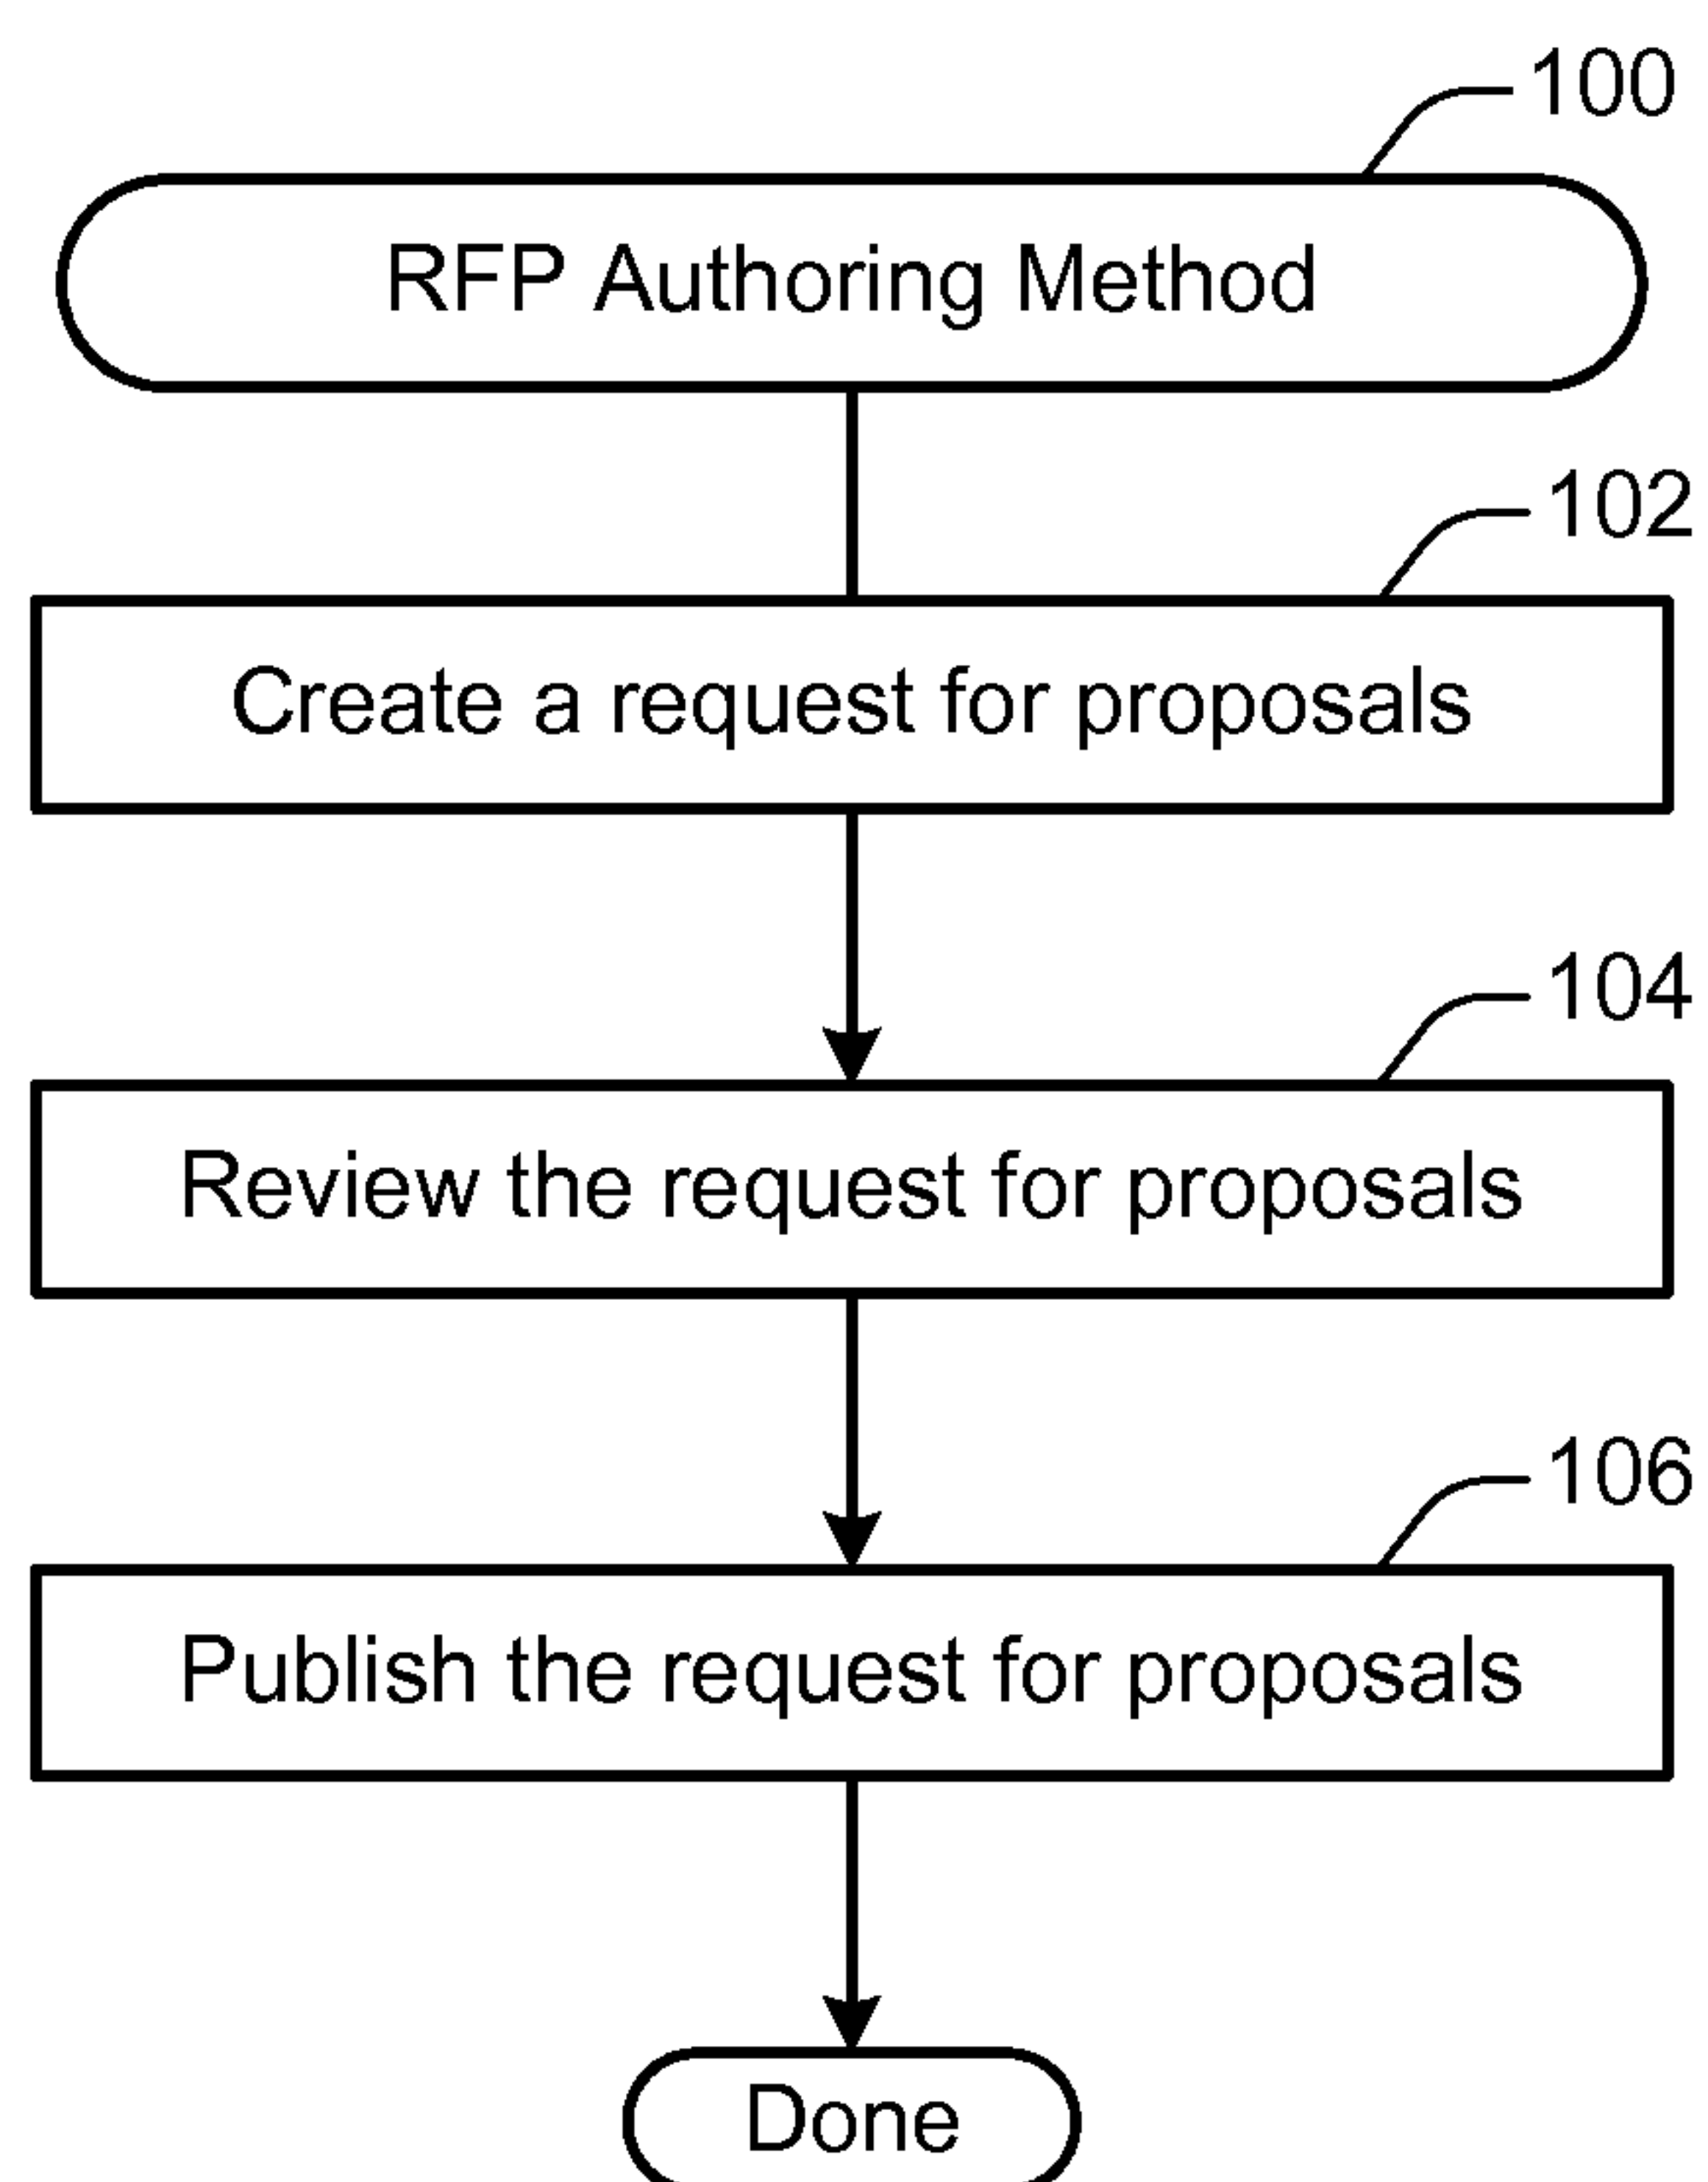 100
RFP Authoring Method
102
Create a request for proposals
104
Review the request for proposals
106
Publish the request for proposals
Done